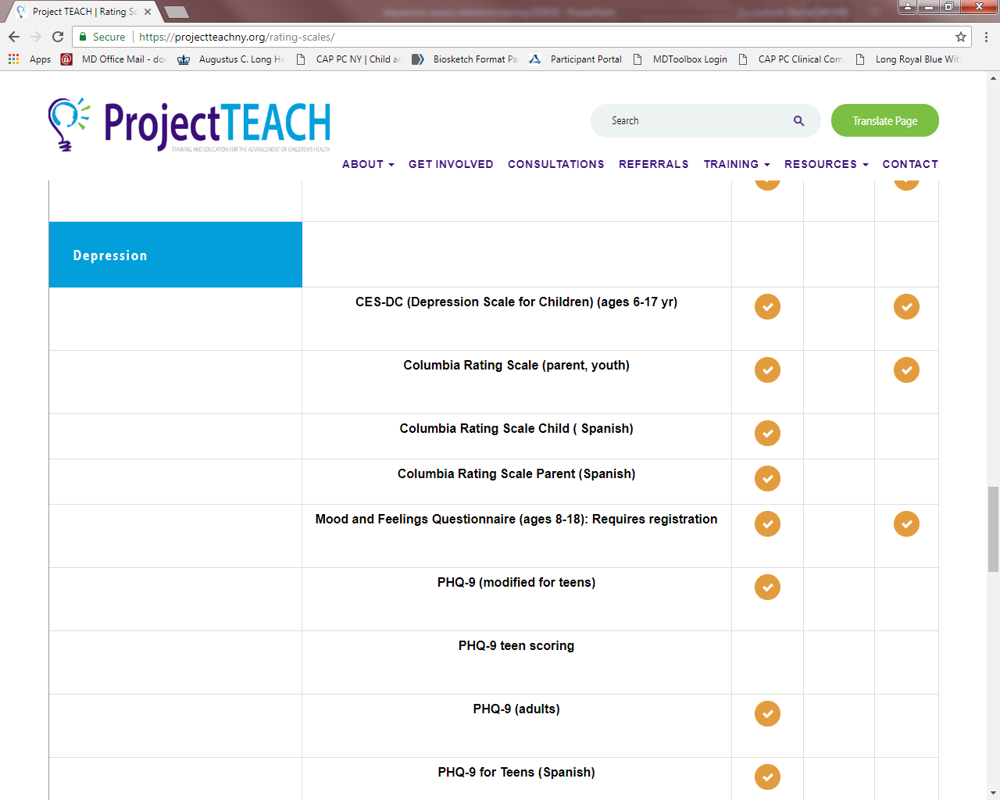 Project TEACH | Rating Sc
Secure https://projectteachny.org/rating-scales/
Apps MD Office Mail - doc Augustus C. Long He CAP PC NY | Child an Biosketch Format Pa Participant Portal MDToolbox Login CAP PC Clinical Com Long Royal Blue Wit
ProjectTEACH
TRAINING AND EDUCATION FOR THE ADVANCEMENT OF CHILDREN'S HEALTH
Search
Translate Page
ABOUT GET INVOLVED CONSULTATIONS REFERRALS TRAINING RESOURCES CONTACT
Depression
CES-DC (Depression Scale for Children) (ages 6-17 yr)
Columbia Rating Scale (parent, youth)
Columbia Rating Scale Child ( Spanish)
Columbia Rating Scale Parent (Spanish)
Mood and Feelings Questionnaire (ages 8-18): Requires registration
PHQ-9 (modified for teens)
PHQ-9 teen scoring
PHQ-9 (adults)
PHQ-9 for Teens (Spanish)